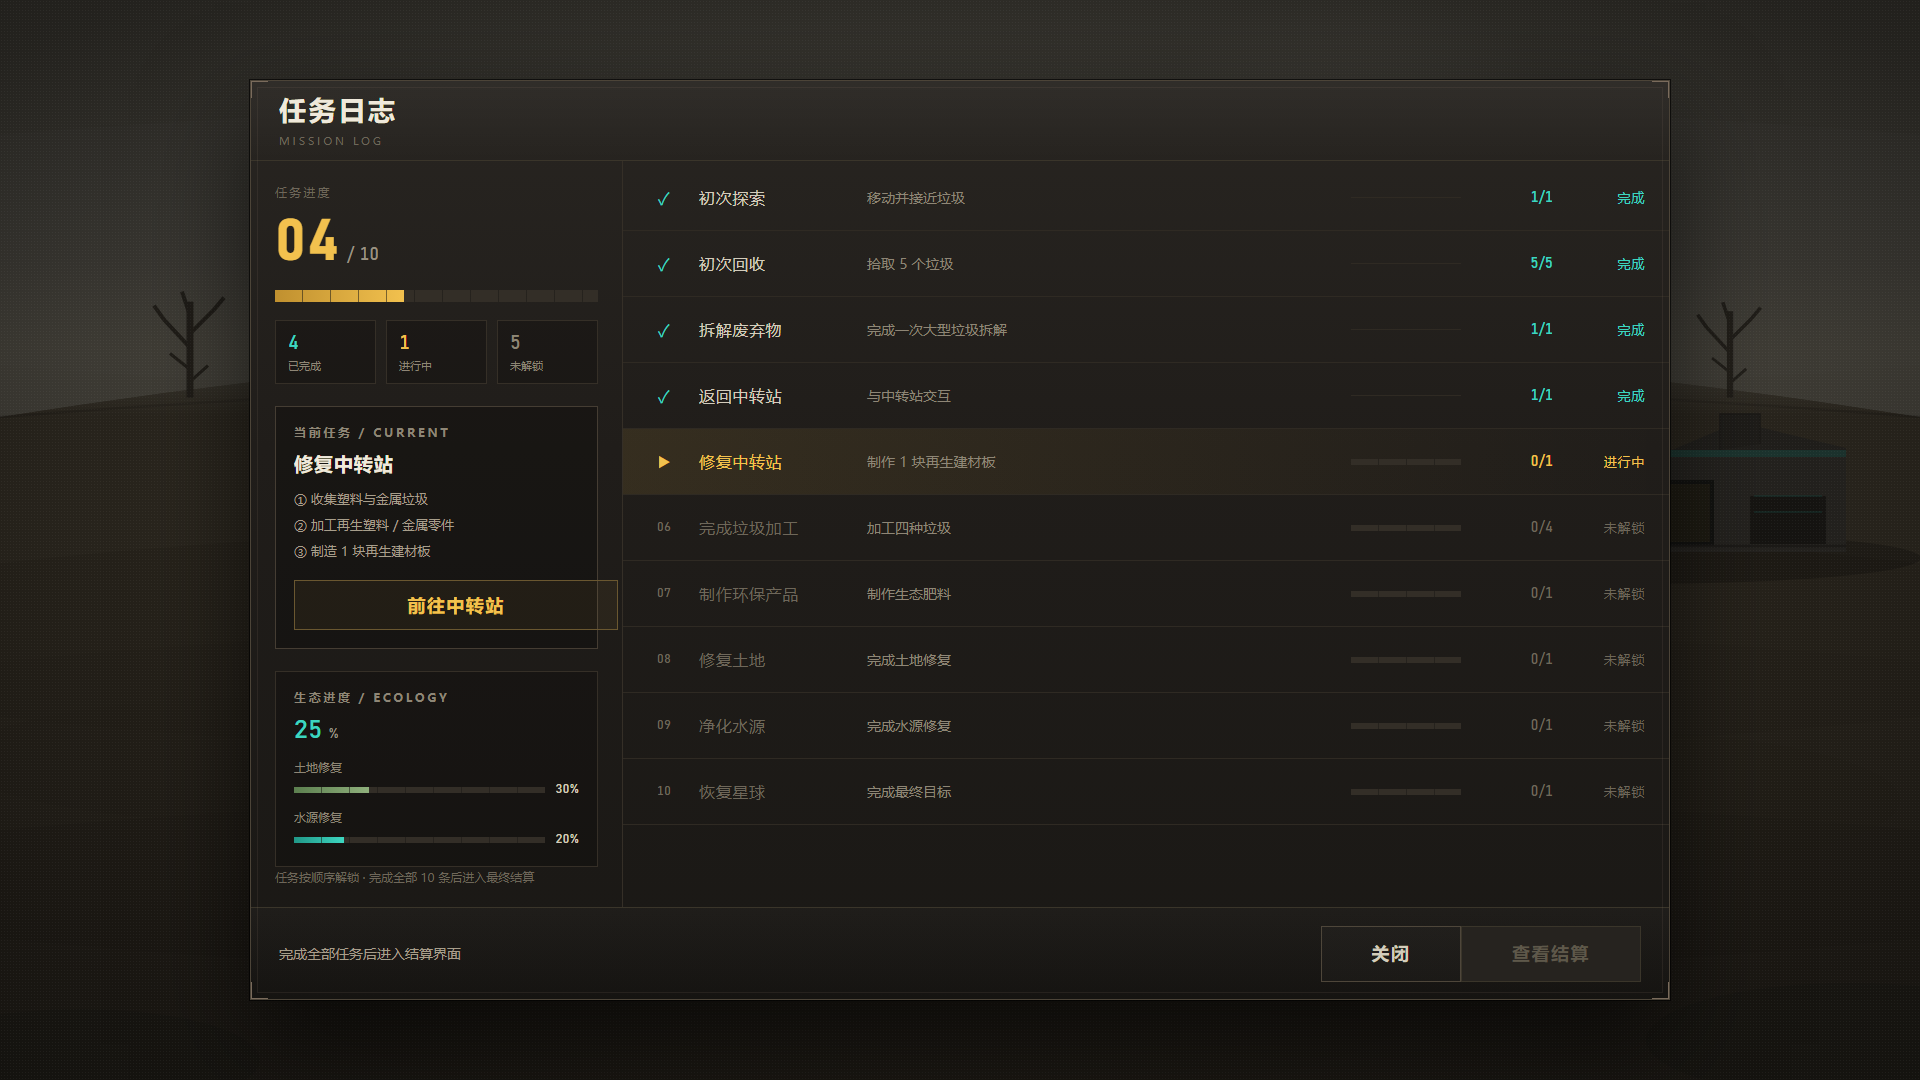 任务日志
MISSION LOG
任务进度
04 / 10
4
已完成
1
进行中
5
未解锁
当前任务 / CURRENT
修复中转站
① 收集塑料与金属垃圾
② 加工再生塑料 / 金属零件
③ 制造 1 块再生建材板
前往中转站
生态进度 / ECOLOGY
25 %
土地修复
30%
水源修复
20%
任务按顺序解锁 · 完成全部 10 条后进入最终结算
✓ 初次探索 移动并接近垃圾 1/1 完成
✓ 初次回收 拾取 5 个垃圾 5/5 完成
✓ 拆解废弃物 完成一次大型垃圾拆解 1/1 完成
✓ 返回中转站 与中转站交互 1/1 完成
▶ 修复中转站 制作 1 块再生建材板 0/1 进行中
06 完成垃圾加工 加工四种垃圾 0/4 未解锁
07 制作环保产品 制作生态肥料 0/1 未解锁
08 修复土地 完成土地修复 0/1 未解锁
09 净化水源 完成水源修复 0/1 未解锁
10 恢复星球 完成最终目标 0/1 未解锁
完成全部任务后进入结算界面
关闭
查看结算